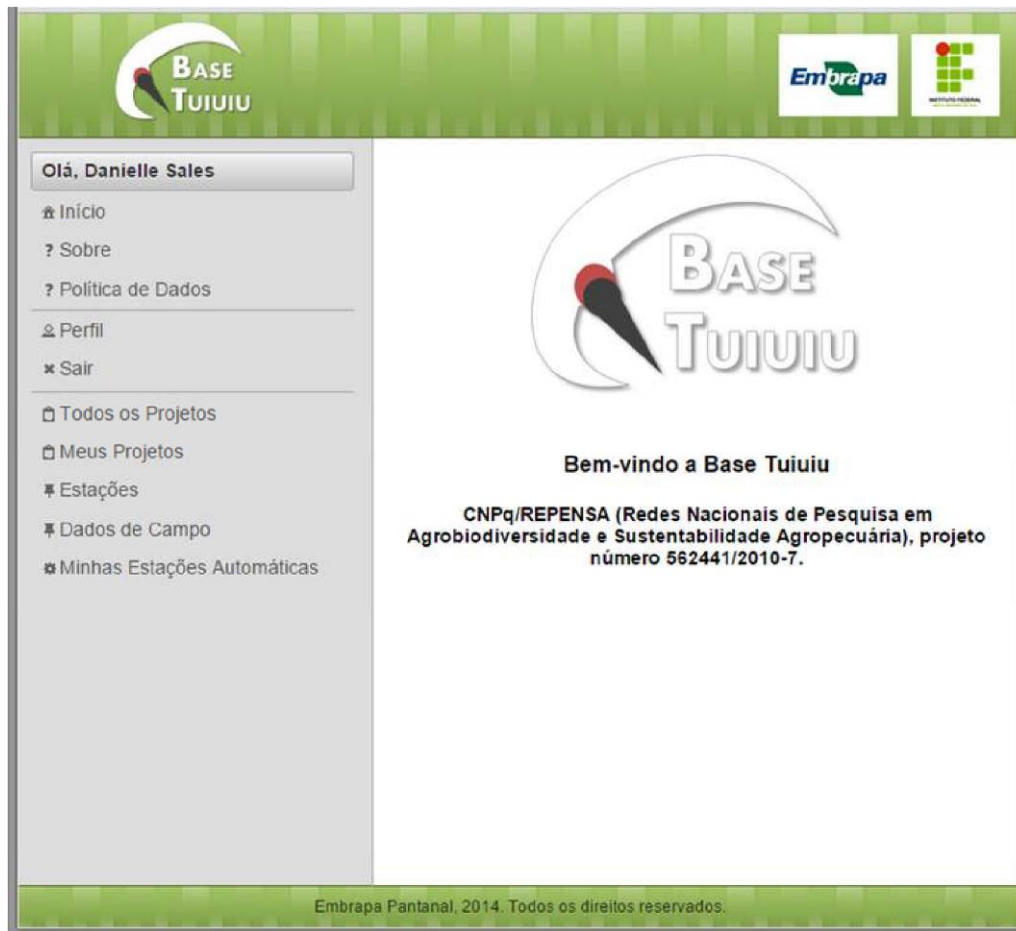 BASE
TUIUIU
Embrapa
INSTITUTO FEDERAL
Olá, Danielle Sales
Início
? Sobre
? Política de Dados
Perfil
Sair
Todos os Projetos
Meus Projetos
Estações
Dados de Campo
Minhas Estações Automáticas
BASE
TUIUIU
Bem-vindo a Base Tuiuiu
CNPq/REPENSA (Redes Nacionais de Pesquisa em
Agrobiodiversidade e Sustentabilidade Agropecuária), projeto
número 562441/2010-7.
Embrapa Pantanal, 2014. Todos os direitos reservados.